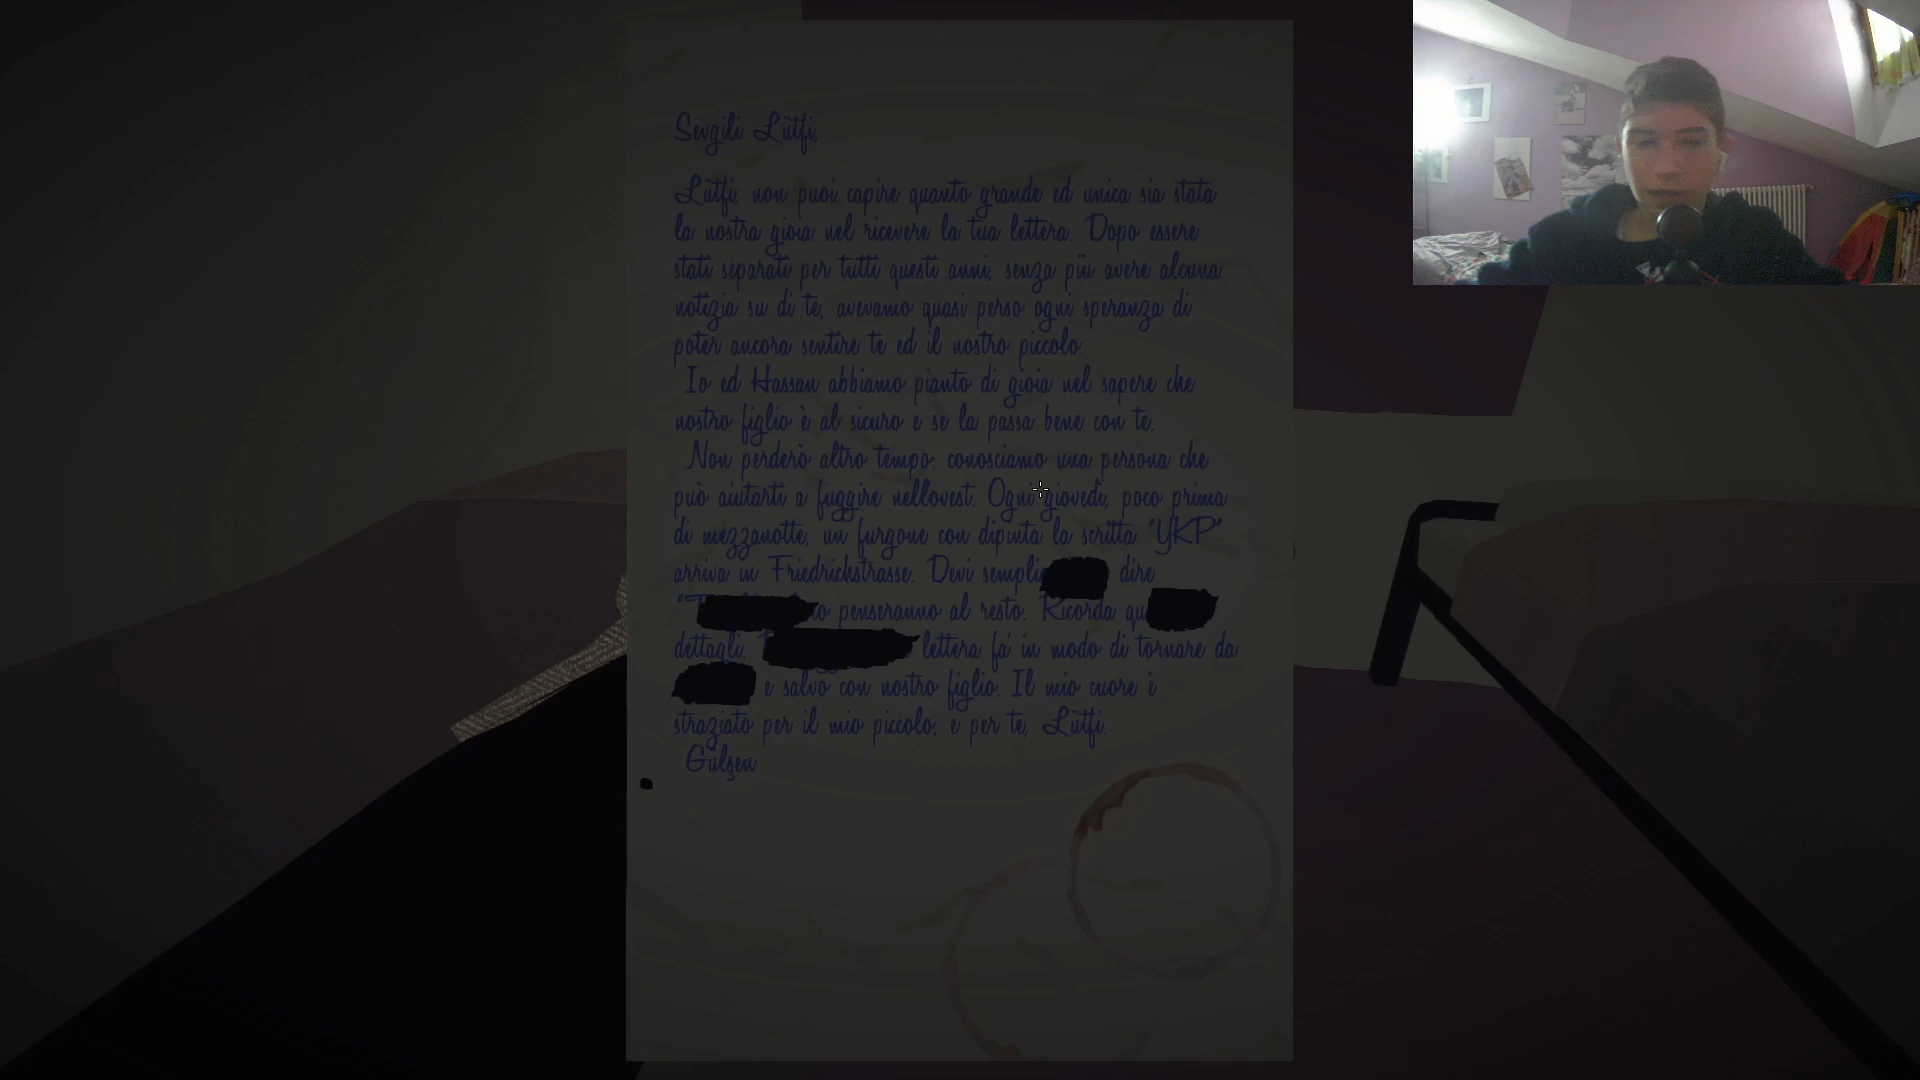 Sevgili Lütfi,
Lütfi, non puoi capire quanto grande ed unica sia stata
la nostra gioia nel ricevere la tua lettera. Dopo essere
stati separati per tutti questi anni, senza più avere alcuna
notizia su di te, avevamo quasi perso ogni speranza di
poter ancora sentire te ed il nostro piccolo.
Io ed Hassan abbiamo pianto di gioia nel sapere che
nostro figlio è al sicuro e se la passa bene con te.
Non perderò altro tempo: conosciamo una persona che
può aiutarti a fuggire nell'ovest. Ogni giovedì, poco prima
di mezzanotte, un furgone con dipinta la scritta "YKP"
arriva in Friedrichstrasse. Devi dire
penseranno al resto. Ricorda
dettagli. lettera fa' in modo di tornare da
e salvo con nostro figlio. Il mio cuore è
straziato per il mio piccolo, e per te, Lütfi.
Gulşen